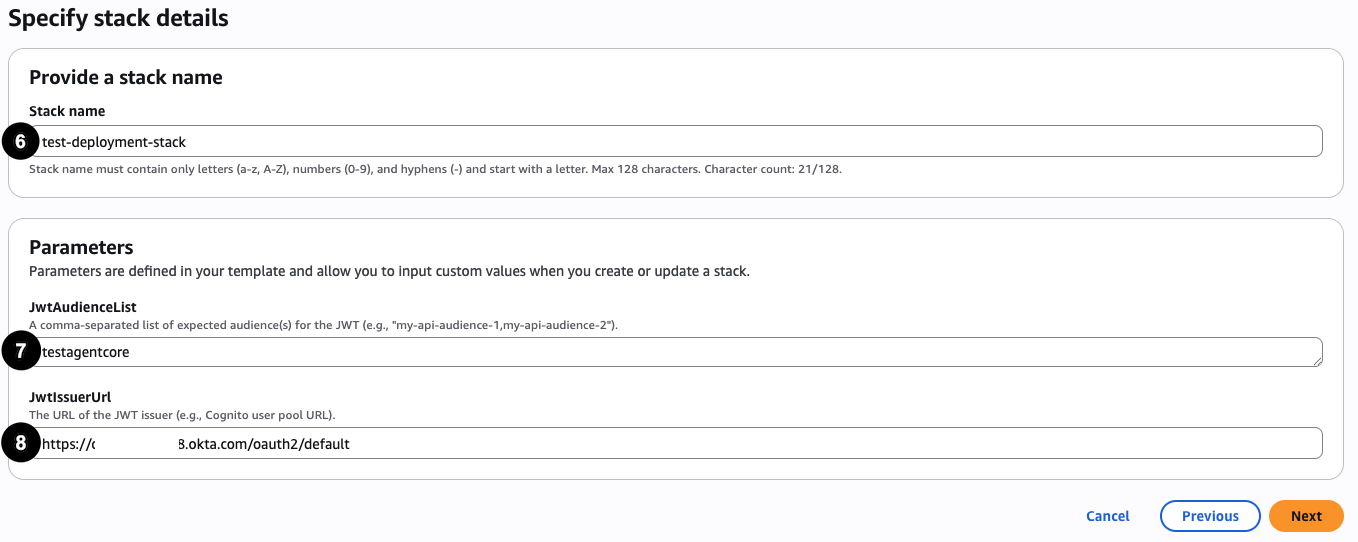 Specify stack details
Provide a stack name
Stack name
6
test-deployment-stack
Stack name must contain only letters (a-z, A-Z), numbers (0-9), and hyphens (-) and start with a letter. Max 128 characters. Character count: 21/128.
Parameters
Parameters are defined in your template and allow you to input custom values when you create or update a stack.
JwtAudienceList
A comma-separated list of expected audience(s) for the JWT (e.g., "my-api-audience-1,my-api-audience-2").
7
testagentcore
JwtIssuerUrl
The URL of the JWT issuer (e.g., Cognito user pool URL).
8
https:// 8.okta.com/oauth2/default
Cancel Previous Next